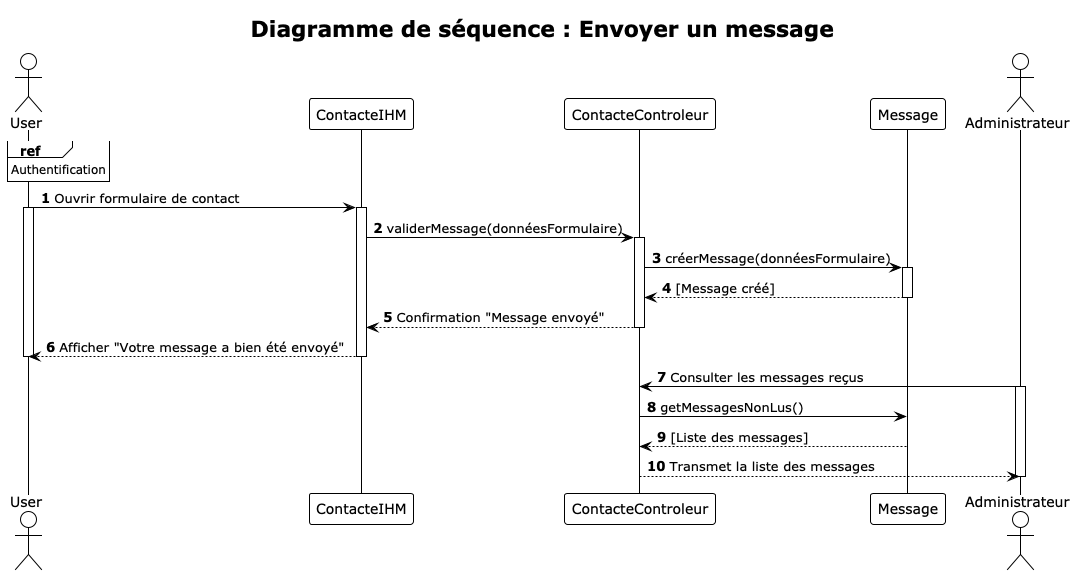 Diagramme de séquence : Envoyer un message
User
ContacteIHM
ContacteControleur
Message
Administrateur
ref
Authentification
1 Ouvrir formulaire de contact
2 validerMessage(donnéesFormulaire)
3 créerMessage(donnéesFormulaire)
4 [Message créé]
5 Confirmation "Message envoyé"
6 Afficher "Votre message a bien été envoyé"
7 Consulter les messages reçus
8 getMessagesNonLus()
9 [Liste des messages]
10 Transmet la liste des messages
User
ContacteIHM
ContacteControleur
Message
Administrateur